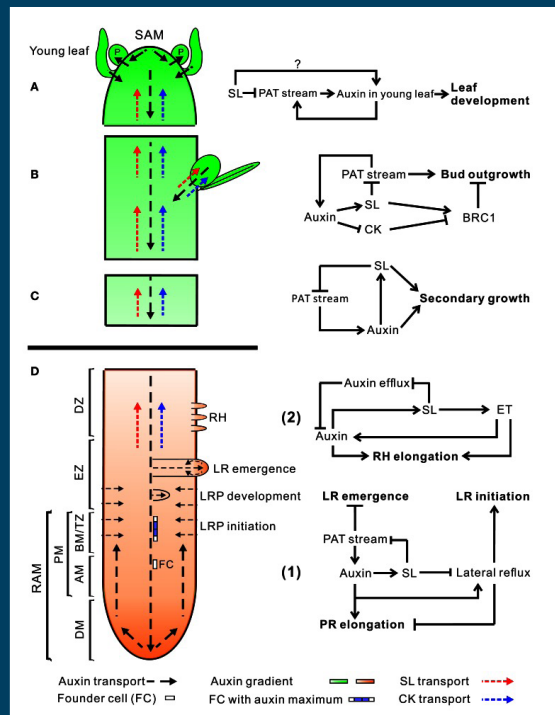 SAM
Young leaf
P
P
A
?
SL
PAT stream
Auxin in young leaf
Leaf
development
B
PAT stream
Bud outgrowth
SL
Auxin
BRC1
CK
C
SL
PAT stream
Secondary growth
Auxin
D
DZ
RH
EZ
LR emergence
LRP development
LRP initiation
RAM
PM
BM/TZ
AM
FC
DM
(2)
Auxin efflux
SL
ET
Auxin
RH elongation
(1)
LR emergence
LR initiation
PAT stream
Auxin
SL
Lateral reflux
PR elongation
Auxin transport
Auxin gradient
SL transport
Founder cell (FC)
FC with auxin maximum
CK transport